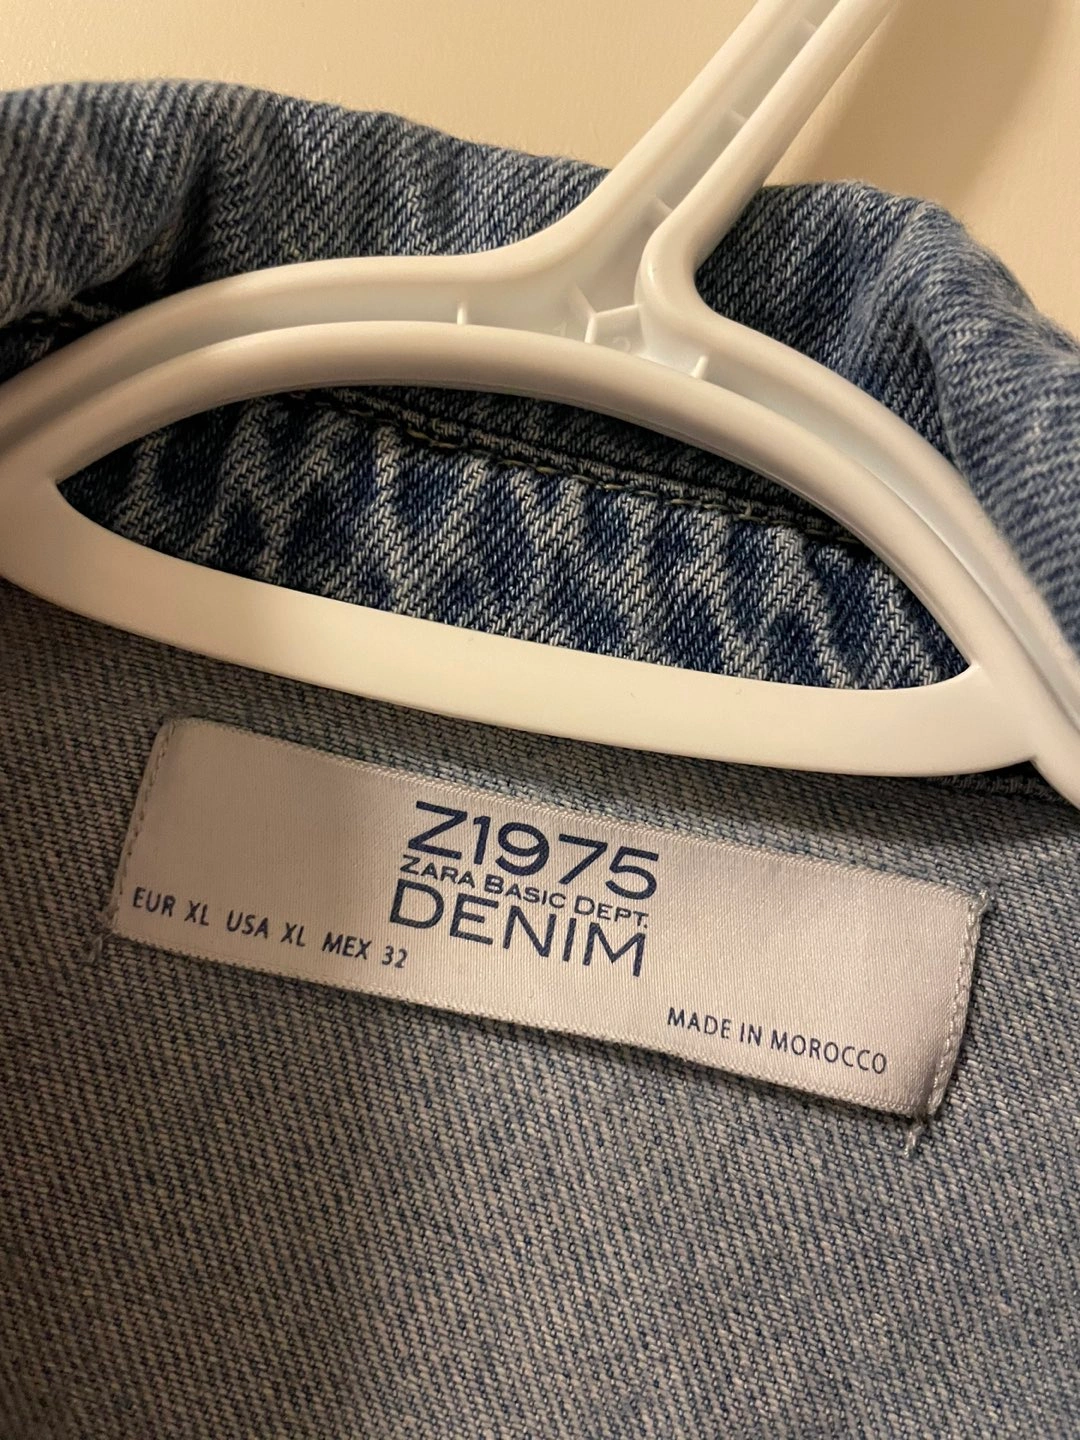 Z1975
ZARA BASIC DEPT.
DENIM
EUR XL USA XL MEX 32
MADE IN MOROCCO